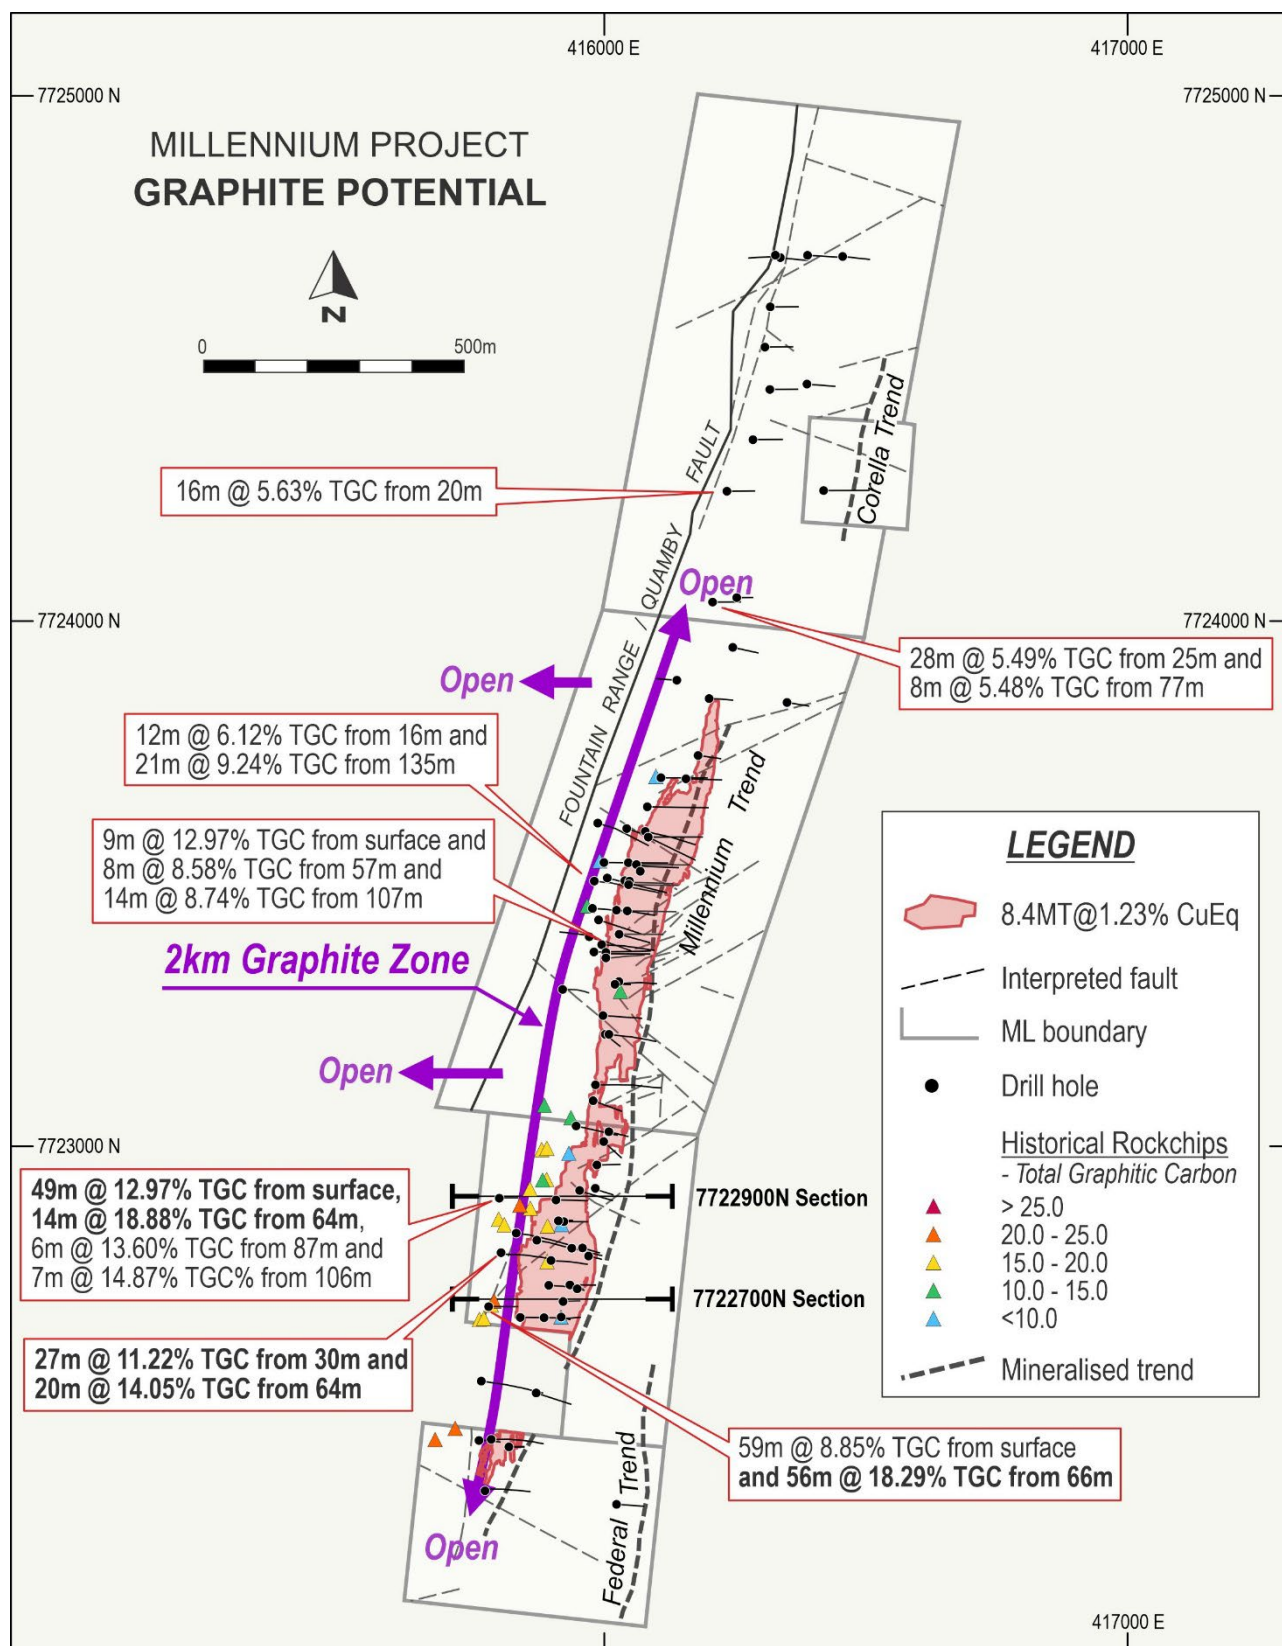 416000 E
417000 E
7725000 N
7725000 N
MILLENNIUM PROJECT
GRAPHITE POTENTIAL
N
0
500m
16m @ 5.63% TGC from 20m
FOUNTAIN RANGE / QUAMBY FAULT
Corella Trend
Open
7724000 N
7724000 N
28m @ 5.49% TGC from 25m and
8m @ 5.48% TGC from 77m
Open
12m @ 6.12% TGC from 16m and
21m @ 9.24% TGC from 135m
Millennium Trend
9m @ 12.97% TGC from surface and
8m @ 8.58% TGC from 57m and
14m @ 8.74% TGC from 107m
2km Graphite Zone
Open
LEGEND
8.4MT@1.23% CuEq
Interpreted fault
ML boundary
Drill hole
Historical Rockchips
- Total Graphitic Carbon
> 25.0
20.0 - 25.0
15.0 - 20.0
10.0 - 15.0
<10.0
Mineralised trend
7723000 N
7723000 N
49m @ 12.97% TGC from surface,
14m @ 18.88% TGC from 64m,
6m @ 13.60% TGC from 87m and
7m @ 14.87% TGC% from 106m
7722900N Section
7722700N Section
27m @ 11.22% TGC from 30m and
20m @ 14.05% TGC from 64m
59m @ 8.85% TGC from surface
and 56m @ 18.29% TGC from 66m
Federal Trend
Open
417000 E